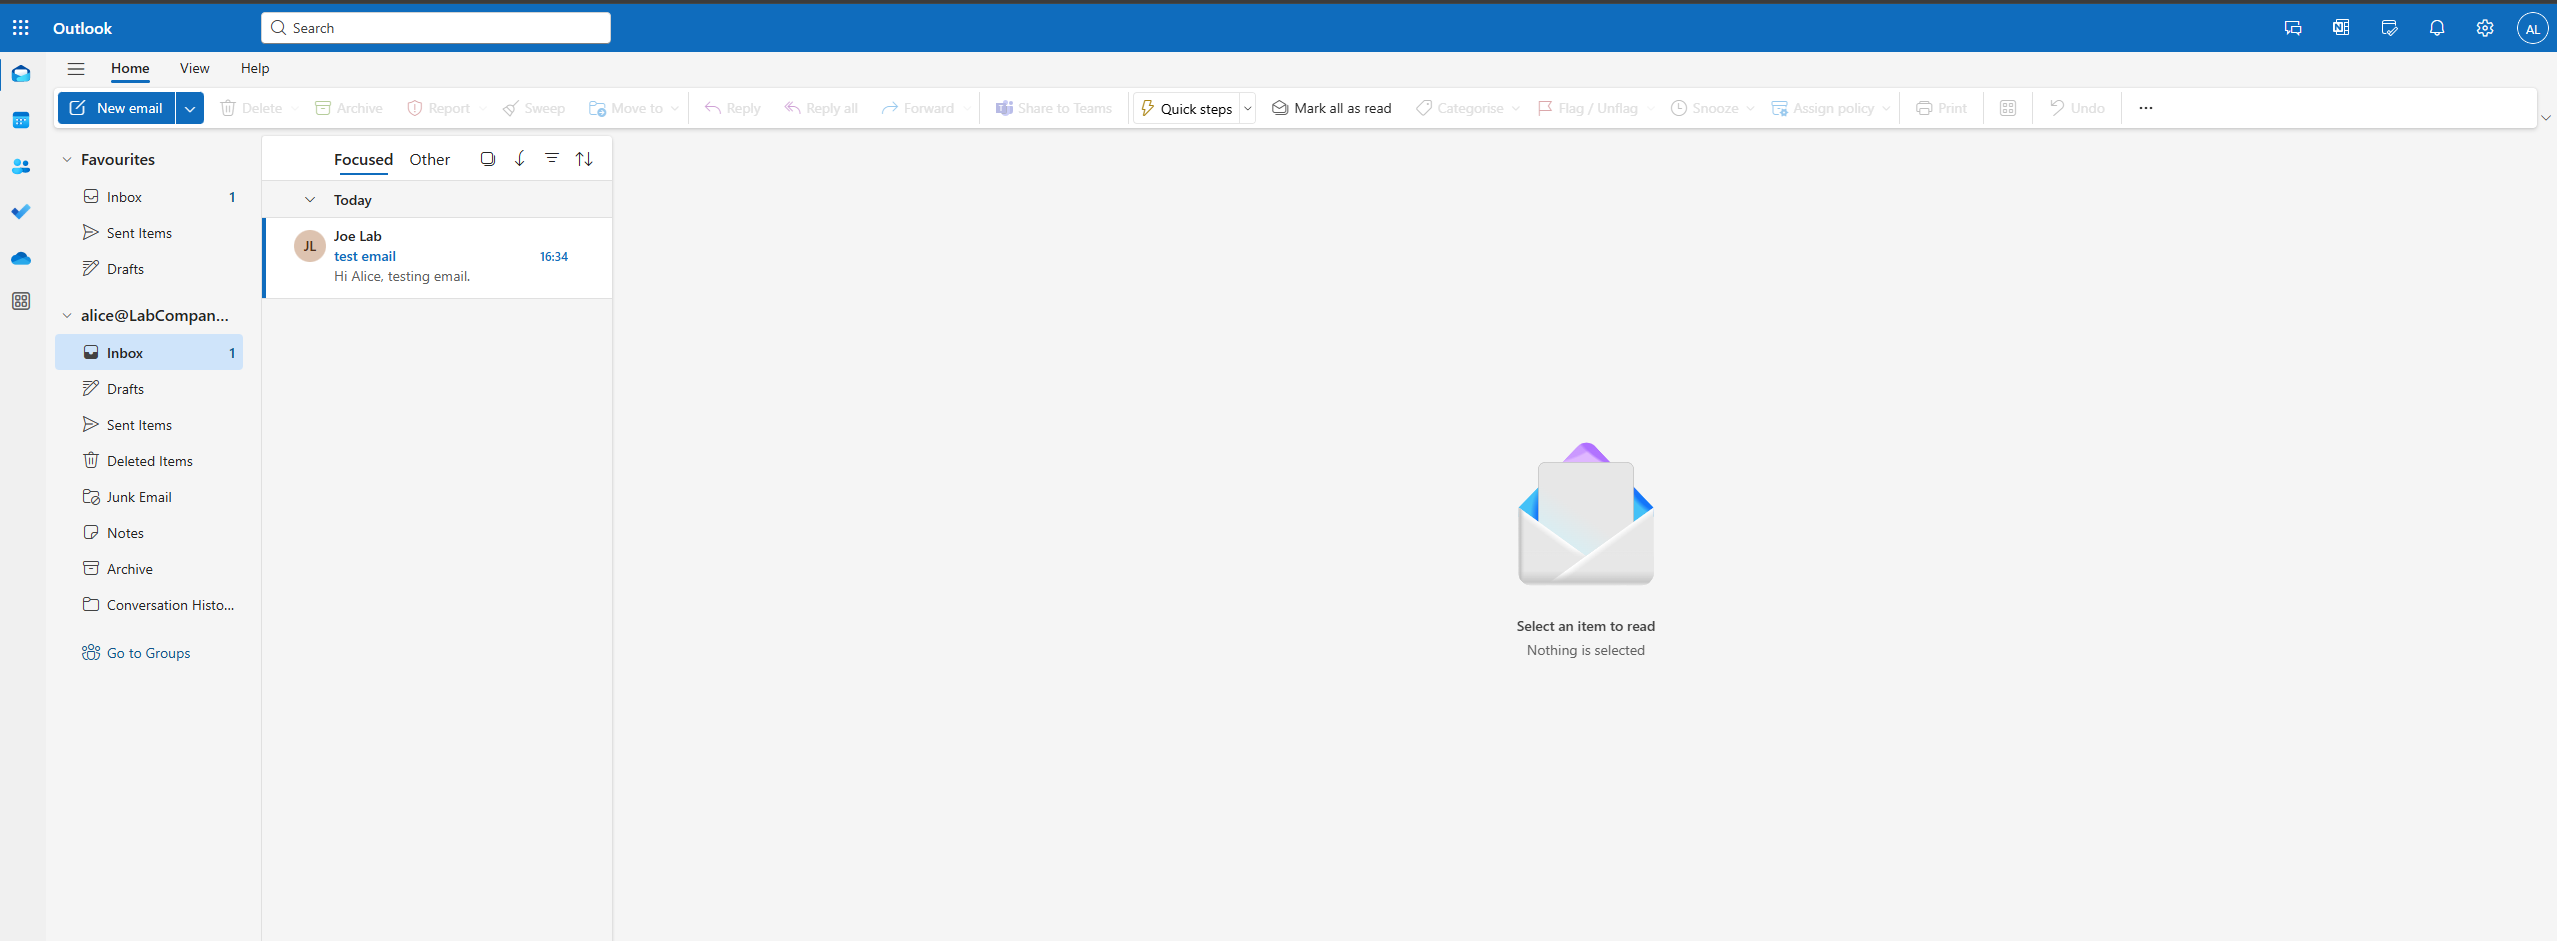 Outlook
Search
AL
Home View Help
New email Delete Archive Report Sweep Move to Reply Reply all Forward Share to Teams Quick steps Mark all as read Categorise Flag / Unflag Snooze Assign policy Print Undo ...
Favourites
Inbox 1
Sent Items
Drafts
alice@LabCompan...
Inbox 1
Drafts
Sent Items
Deleted Items
Junk Email
Notes
Archive
Conversation Histo...
Go to Groups
Focused Other
Today
JL
Joe Lab
test email 16:34
Hi Alice, testing email.
Select an item to read
Nothing is selected